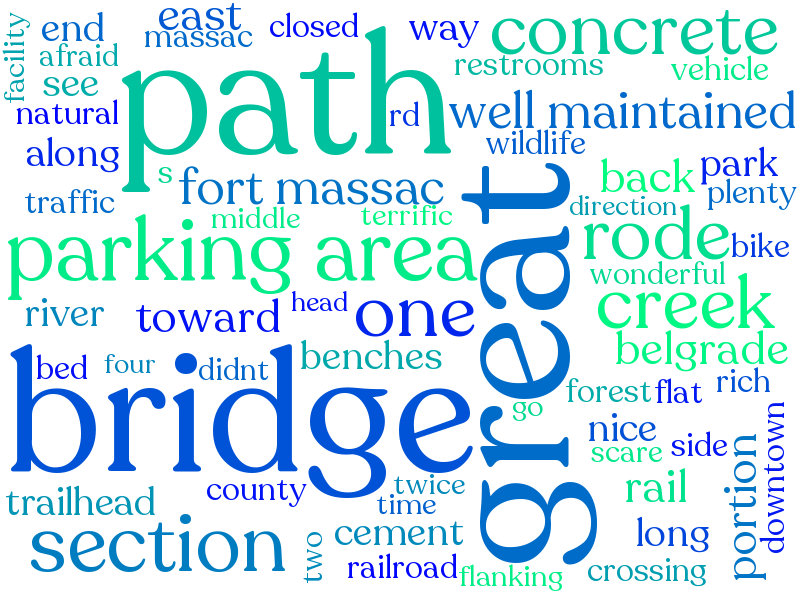 facility
end
east
massac
closed
way
concrete
afraid
see
path
restrooms
vehicle
natural
rd
well maintained
along
s
wildlife
fort massac
back
park
traffic
middle
terrific
direction
plenty
parking area
great
rode
bike
wonderful
river
toward
head
one
creek
bridge
bed
four
didnt
benches
belgrade
forest
flat
rich
go
nice
scare
side
downtown
trailhead
county
twice
time
rail
portion
section
two
cement
long
railroad
flanking
crossing